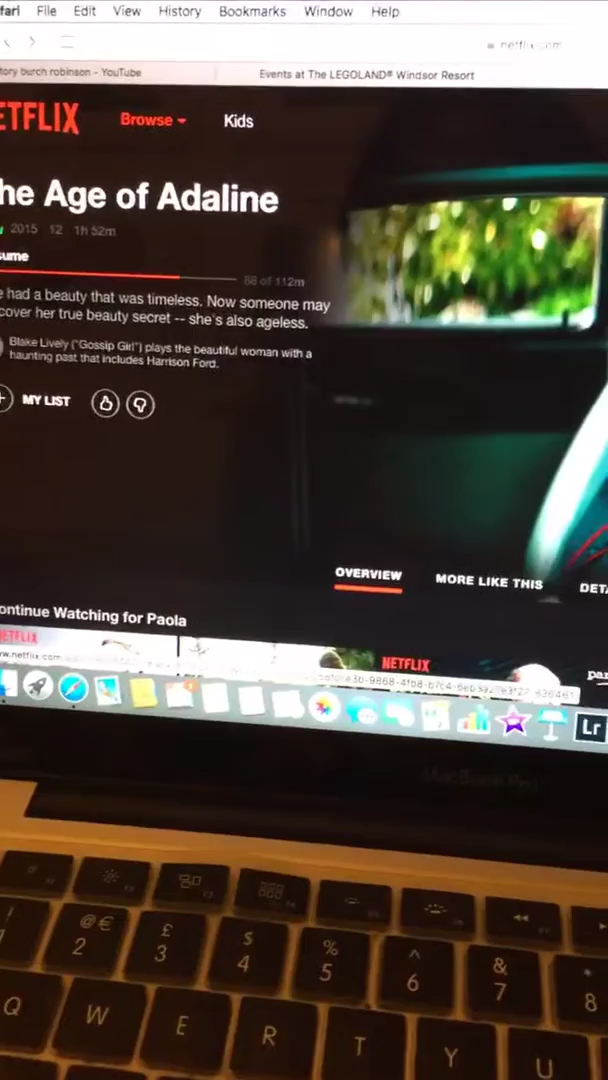 fari File Edit View History Bookmarks Window Help
netflix.com
tory burch robinson - YouTube Events at The LEGOLAND® Windsor Resort
ETFLIX Browse Kids
he Age of Adaline
2015 12 1h 52m
sume
of 112m
e had a beauty that was timeless. Now someone may
cover her true beauty secret -- she's also ageless.
Blake Lively ("Gossip Girl") plays the beautiful woman with a
haunting past that includes Harrison Ford.
+ MY LIST
OVERVIEW MORE LIKE THIS DETA
ontinue Watching for Paola
NETFLIX NETFLIX
Lr
MacBook Pro
@ € £ $ % ^ & *
2 3 4 5 6 7 8
Q W E R T Y U